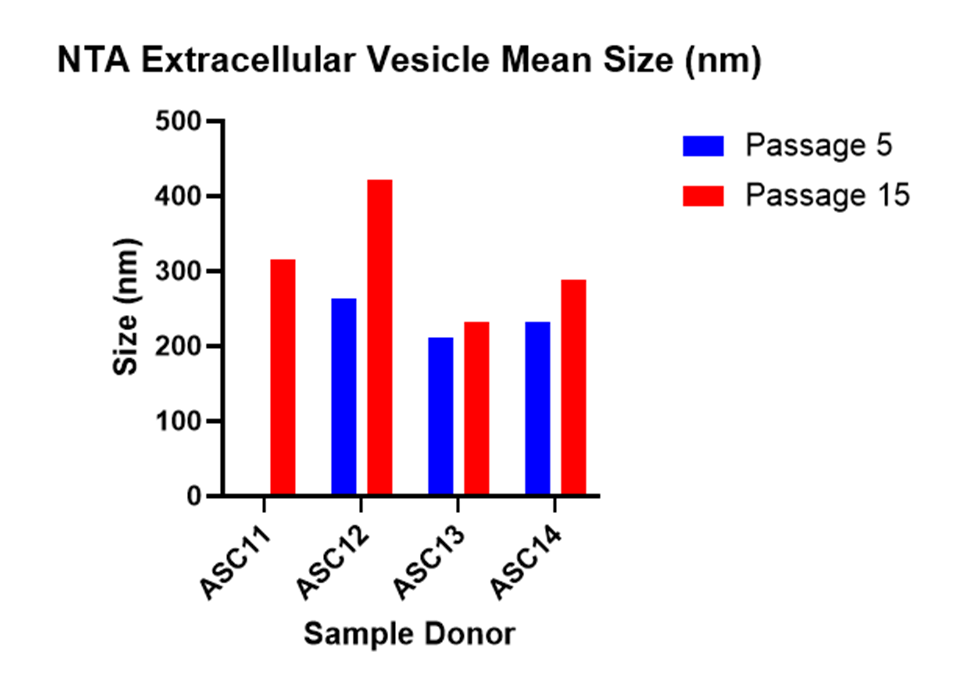 NTA Extracellular Vesicle Mean Size (nm)
Passage 5
Passage 15
Size (nm)
500
400
300
200
100
0
ASC11
ASC12
ASC13
ASC14
Sample Donor